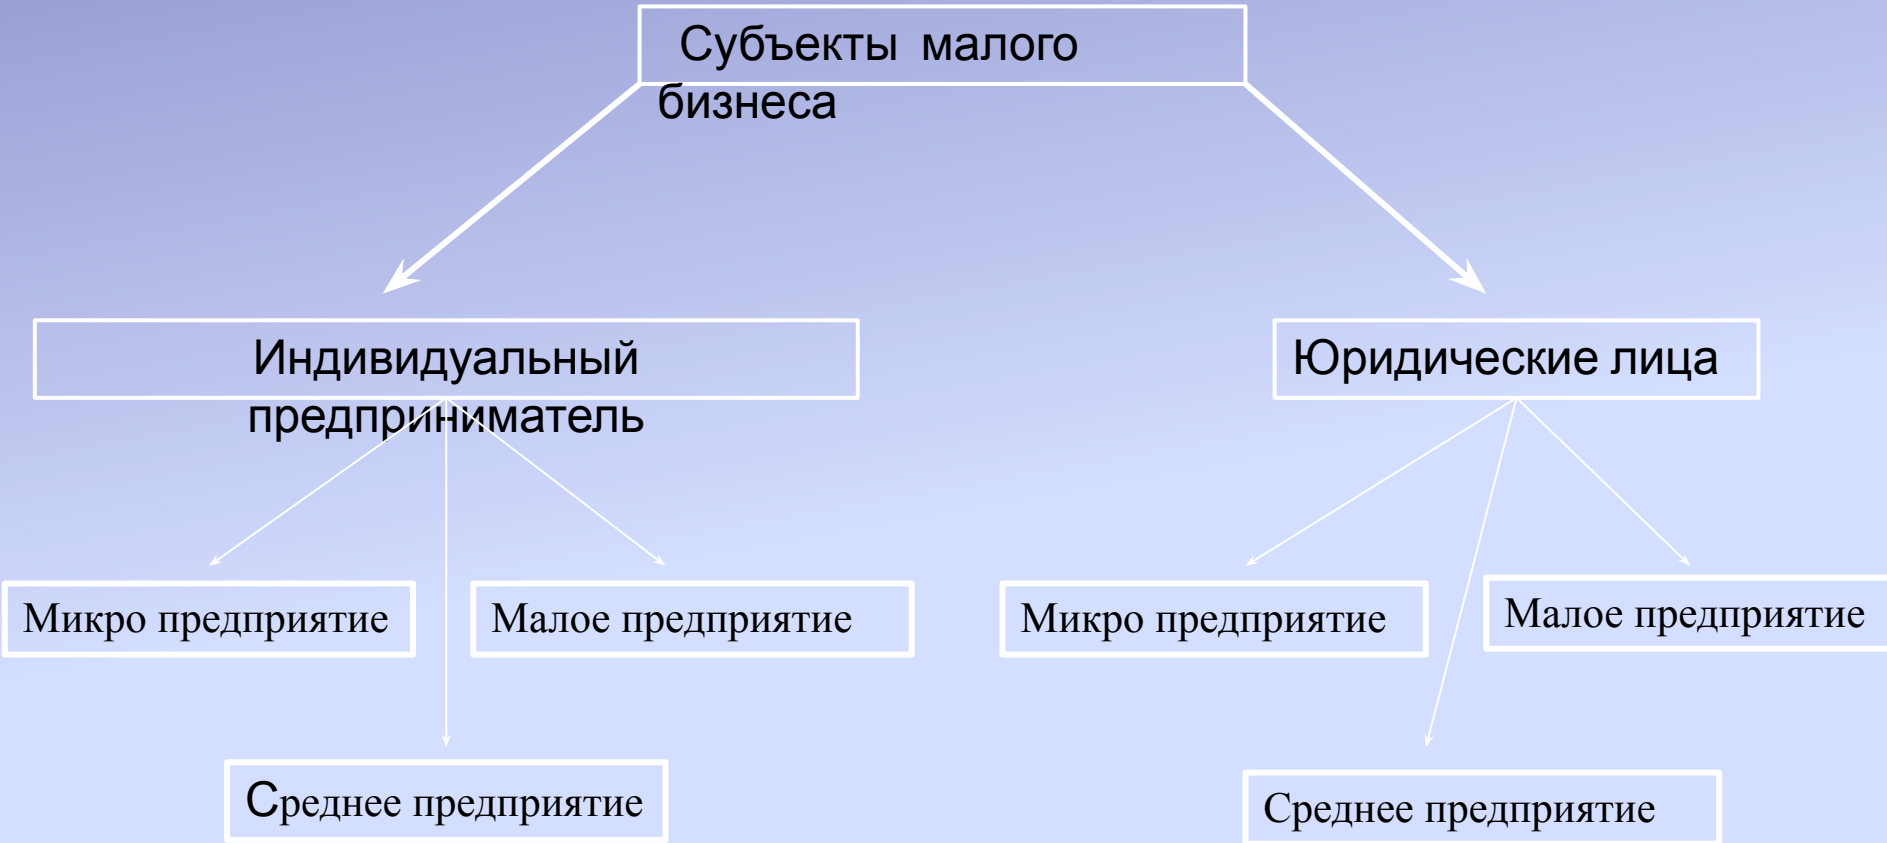 Субъекты малого
бизнеса
Индивидуальный
предприниматель
Юридические лица
Микро предприятие
Малое предприятие
Микро предприятие
Малое предприятие
Среднее предприятие
Среднее предприятие